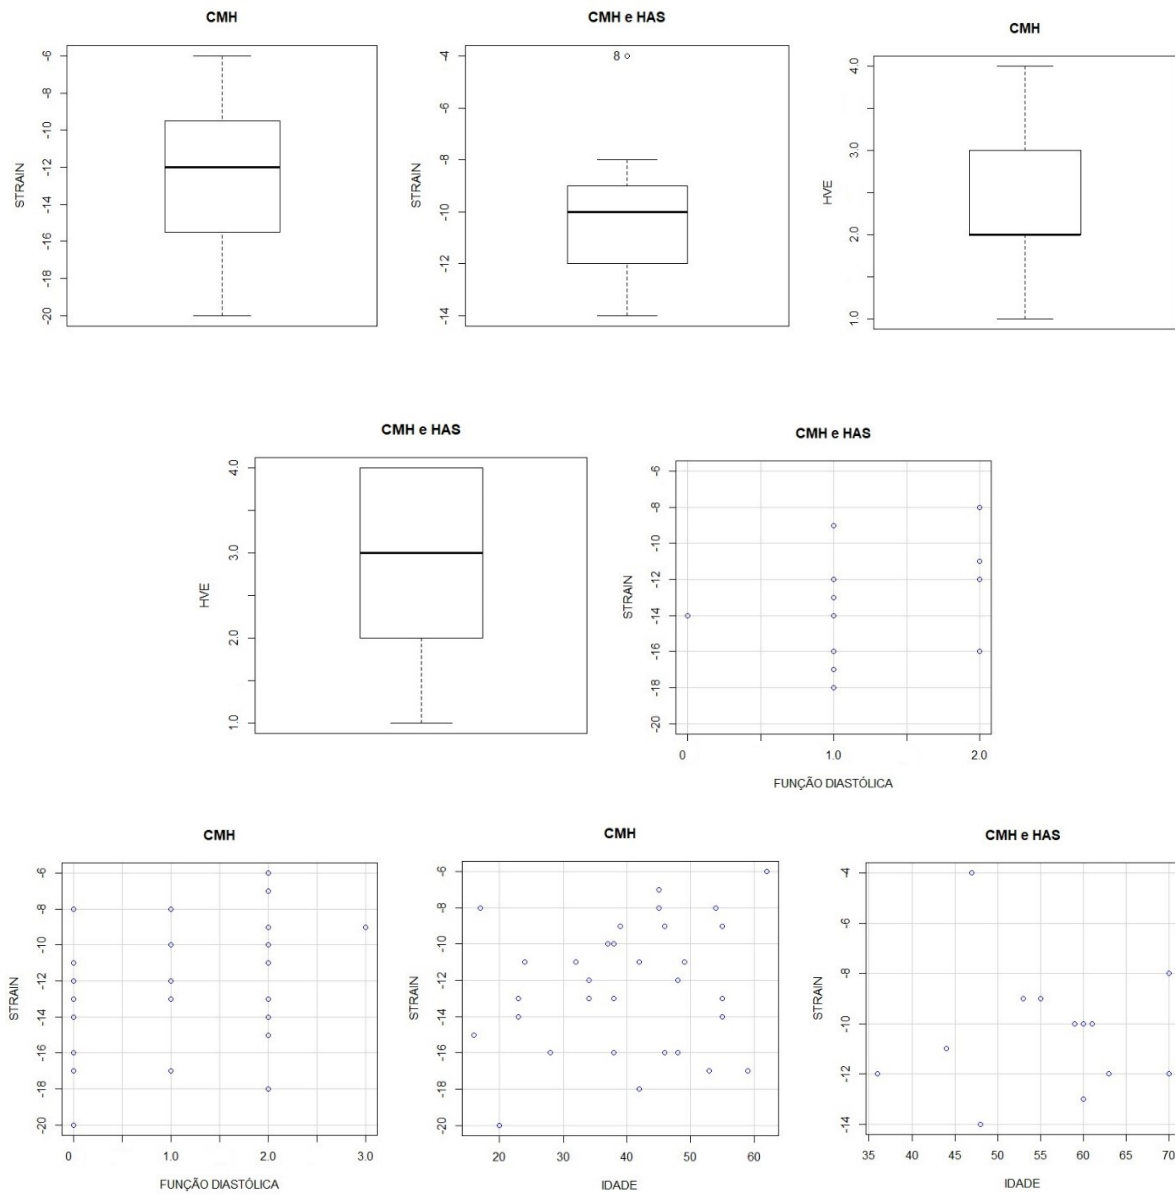 CMH
STRAIN
-6
-8
-10
-12
-14
-16
-18
-20
CMH e HAS
STRAIN
-4
-6
-8
-10
-12
-14
8
CMH
HVE
4.0
3.0
2.0
1.0
CMH e HAS
HVE
4.0
3.0
2.0
1.0
CMH e HAS
STRAIN
-6
-8
-10
-12
-14
-16
-18
-20
0 1.0 2.0
FUNÇÃO DIASTÓLICA
CMH
STRAIN
-6
-8
-10
-12
-14
-16
-18
-20
0 1.0 2.0 3.0
FUNÇÃO DIASTÓLICA
CMH
STRAIN
-6
-8
-10
-12
-14
-16
-18
-20
20 30 40 50 60
IDADE
CMH e HAS
STRAIN
-4
-6
-8
-10
-12
-14
35 40 45 50 55 60 65 70
IDADE